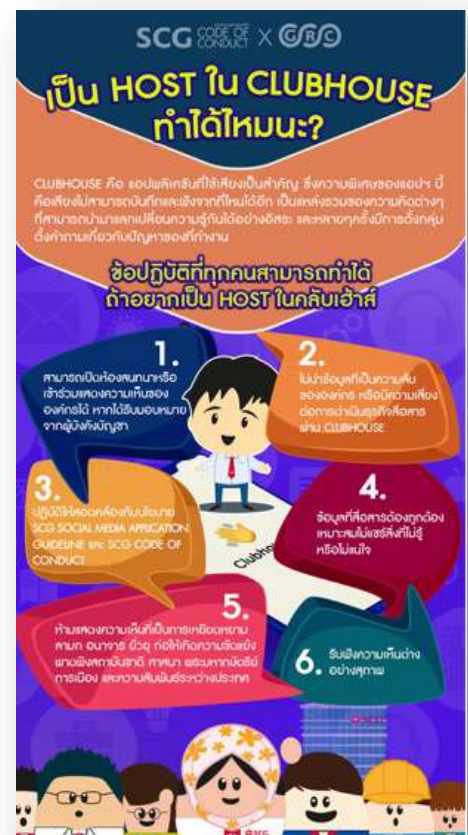 SCG CODE OF CONDUCT X GRC
เป็น HOST ใน CLUBHOUSE
ทำได้ไหมนะ?
CLUBHOUSE คือ แอปพลิเคชันที่ใช้เสียงเป็นสำคัญ ซึ่งความพิเศษของแอปฯ นี้
คือเสียงไม่สามารถบันทึกและฟังจากที่ไหนได้อีก เป็นแหล่งรวมของความคิดต่างๆ
ที่สามารถนำมาแลกเปลี่ยนความรู้กันได้อย่างอิสระ และหลายๆครั้งมีการตั้งกลุ่ม
ตั้งคำถามเกี่ยวกับปัญหาของที่ทำงาน
ข้อปฏิบัติที่ทุกคนสามารถทำได้
ถ้าอยากเป็น HOST ในคลับเฮ้าส์
1.
สามารถเปิดห้องสนทนาหรือ
เข้าร่วมแสดงความเห็นของ
องค์กรได้ หากได้รับมอบหมาย
จากผู้บังคับบัญชา
2.
ไม่นำข้อมูลที่เป็นความลับ
ขององค์กร หรือมีความเสี่ยง
ต่อการดำเนินธุรกิจสื่อสาร
ผ่าน CLUBHOUSE
3.
ปฏิบัติให้สอดคล้องกับนโยบาย
SCG SOCIAL MEDIA APPLICATION
GUIDELINE และ SCG CODE OF
CONDUCT
4.
ข้อมูลที่สื่อสารต้องถูกต้อง
เหมาะสมไม่แชร์สิ่งที่ไม่รู้
หรือไม่แน่ใจ
Clubhouse
5.
ห้ามแสดงความเห็นที่เป็นการเหยียดหยาม
ลามก อนาจาร ยั่วยุ ก่อให้เกิดความขัดแย้ง
พาดพิงสถาบันชาติ ศาสนา พระมหากษัตริย์
การเมือง และความสัมพันธ์ระหว่างประเทศ
6.
รับฟังความเห็นต่าง
อย่างสุภาพ